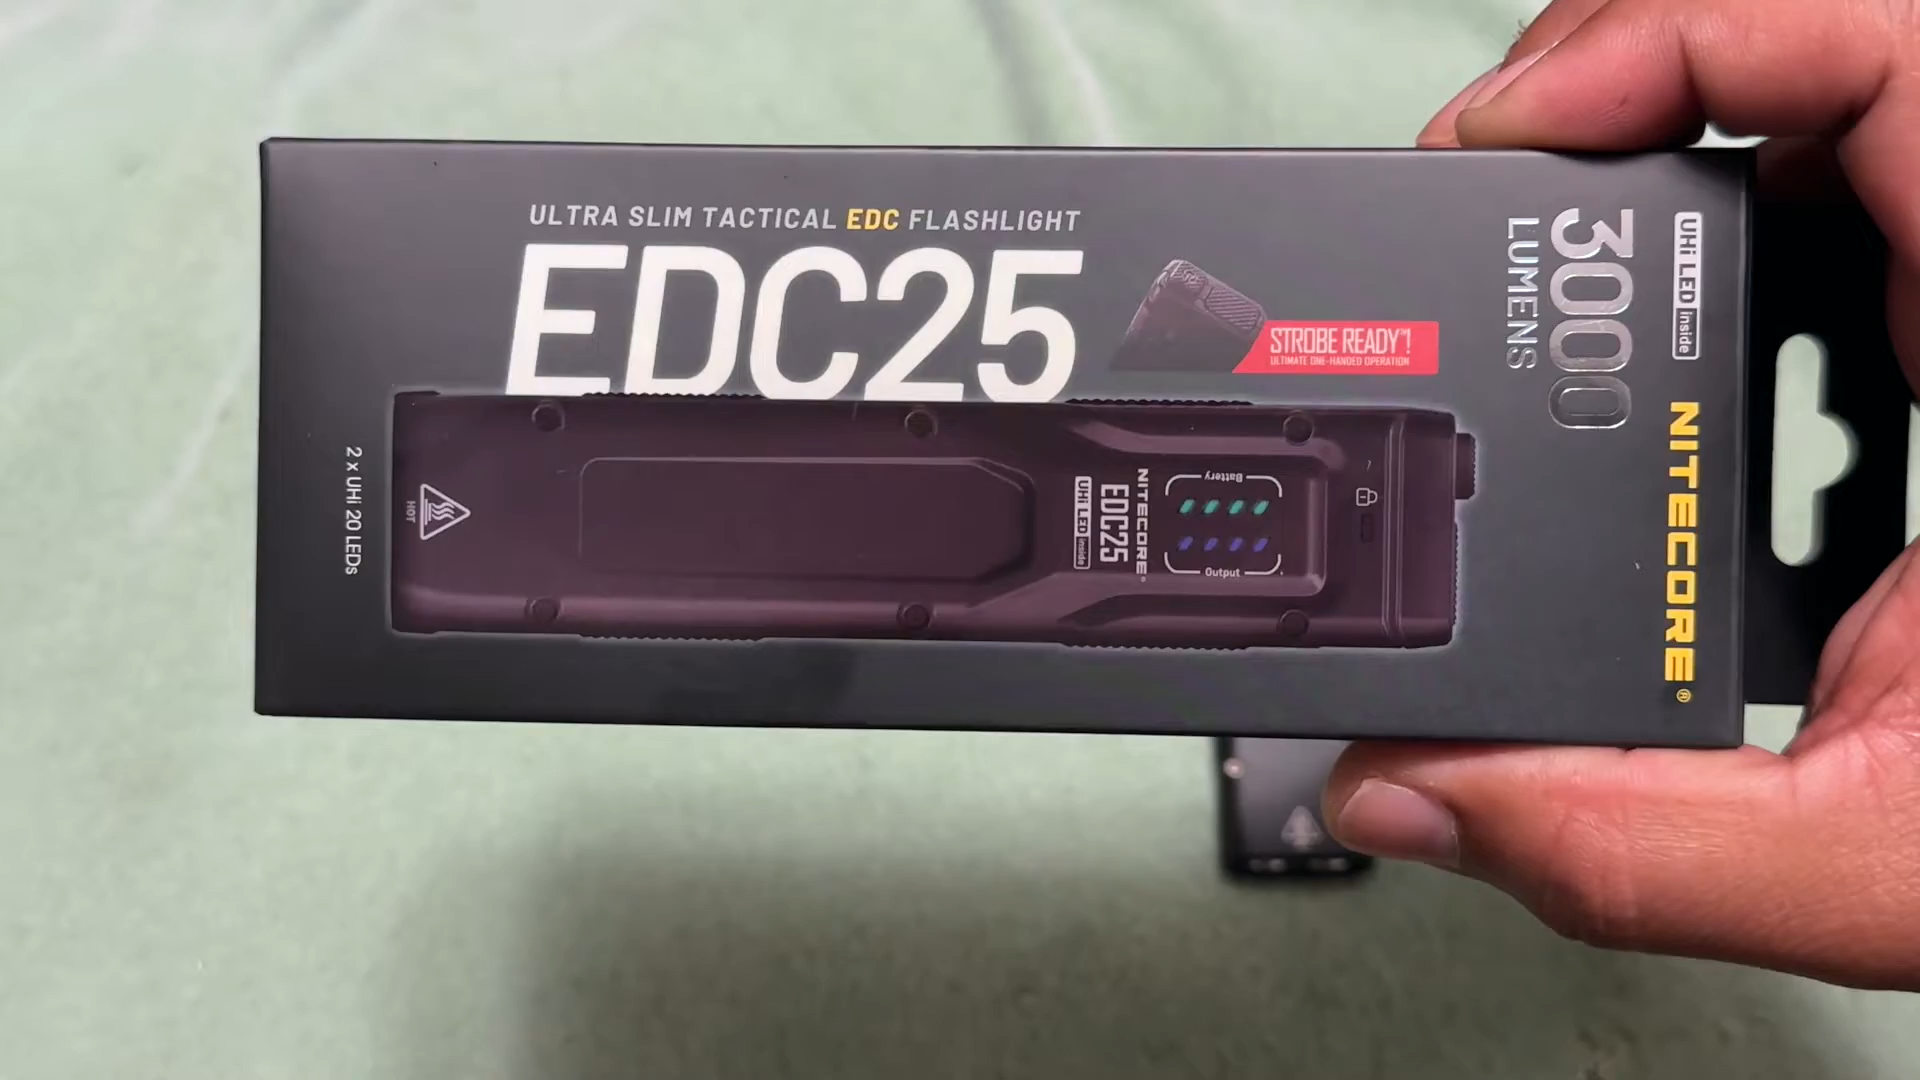 ULTRA SLIM TACTICAL EDC FLASHLIGHT
EDC25
STROBE READY™!
ULTIMATE ONE-HANDED OPERATION
3000
LUMENS
UHi LED inside
NITECORE®
2 x UHi 20 LEDs
HOT
NITECORE®
EDC25
UHi LED inside
Battery
Output